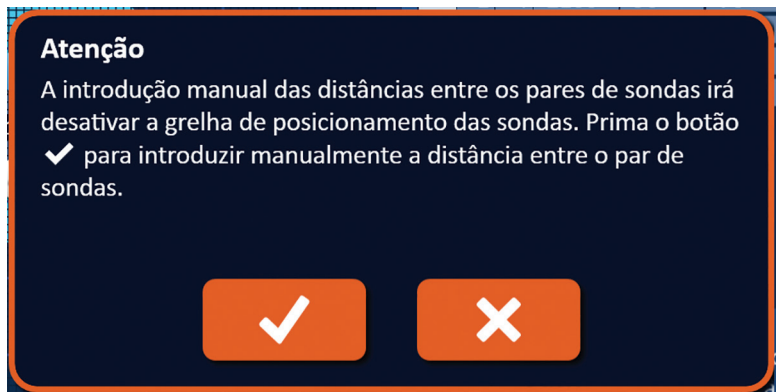 Atenção
A introdução manual das distâncias entre os pares de sondas irá
desativar a grelha de posicionamento das sondas. Prima o botão
✔ para introduzir manualmente a distância entre o par de
sondas.